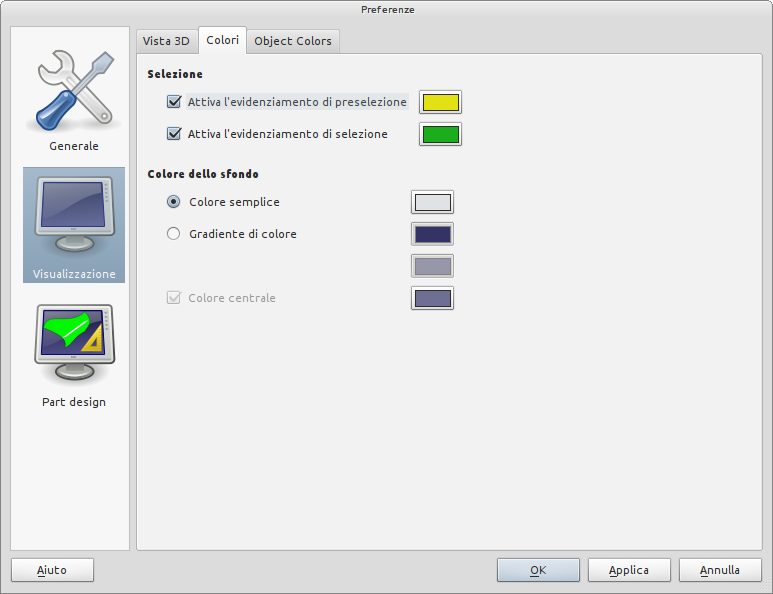 Preferenze
Vista 3D
Colori
Object Colors
Generale
Visualizzazione
Part design
Selezione
Attiva l'evidenziamento di preselezione
Attiva l'evidenziamento di selezione
Colore dello sfondo
Colore semplice
Gradiente di colore
Colore centrale
Aiuto
OK
Applica
Annulla